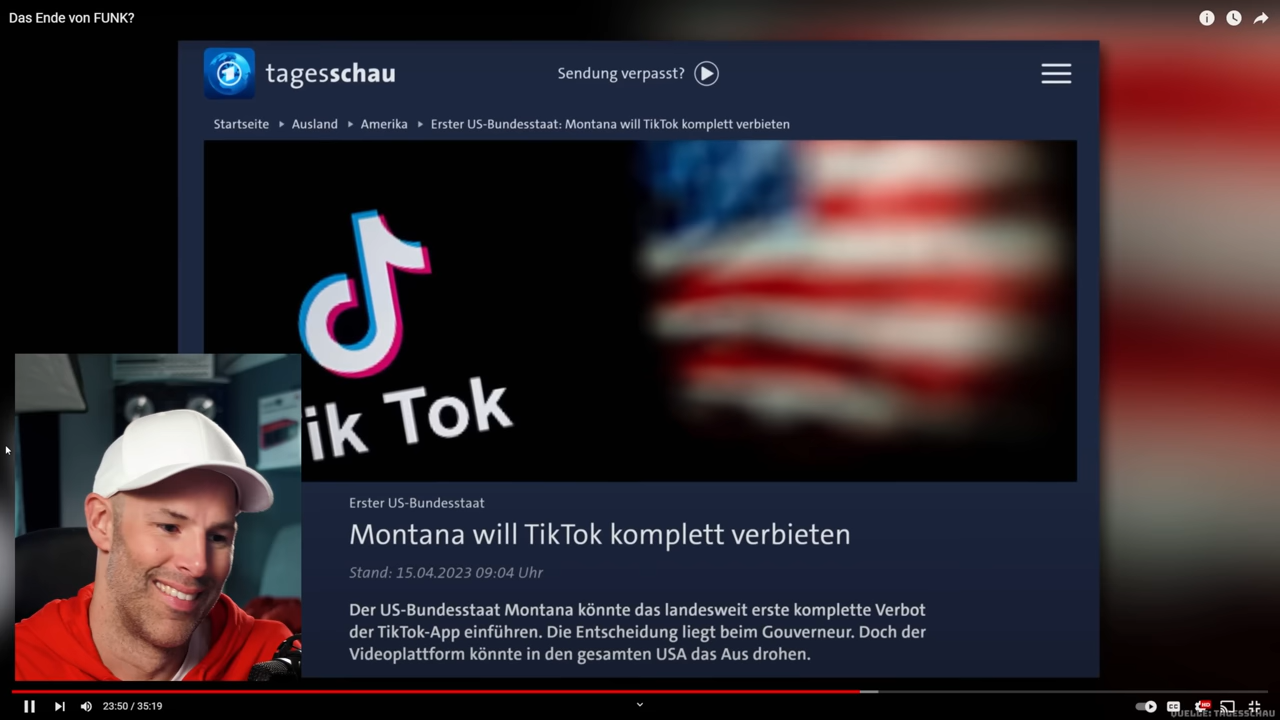 Das Ende von FUNK?
tagesschau
Sendung verpasst?
Startseite Ausland Amerika Erster US-Bundesstaat: Montana will TikTok komplett verbieten
ik Tok
Erster US-Bundesstaat
Montana will TikTok komplett verbieten
Stand: 15.04.2023 09:04 Uhr
Der US-Bundesstaat Montana könnte das landesweit erste komplette Verbot
der TikTok-App einführen. Die Entscheidung liegt beim Gouverneur. Doch der
Videoplattform könnte in den gesamten USA das Aus drohen.
23:50 / 35:19
CC
HD
QUELLE: TAGESSCHAU